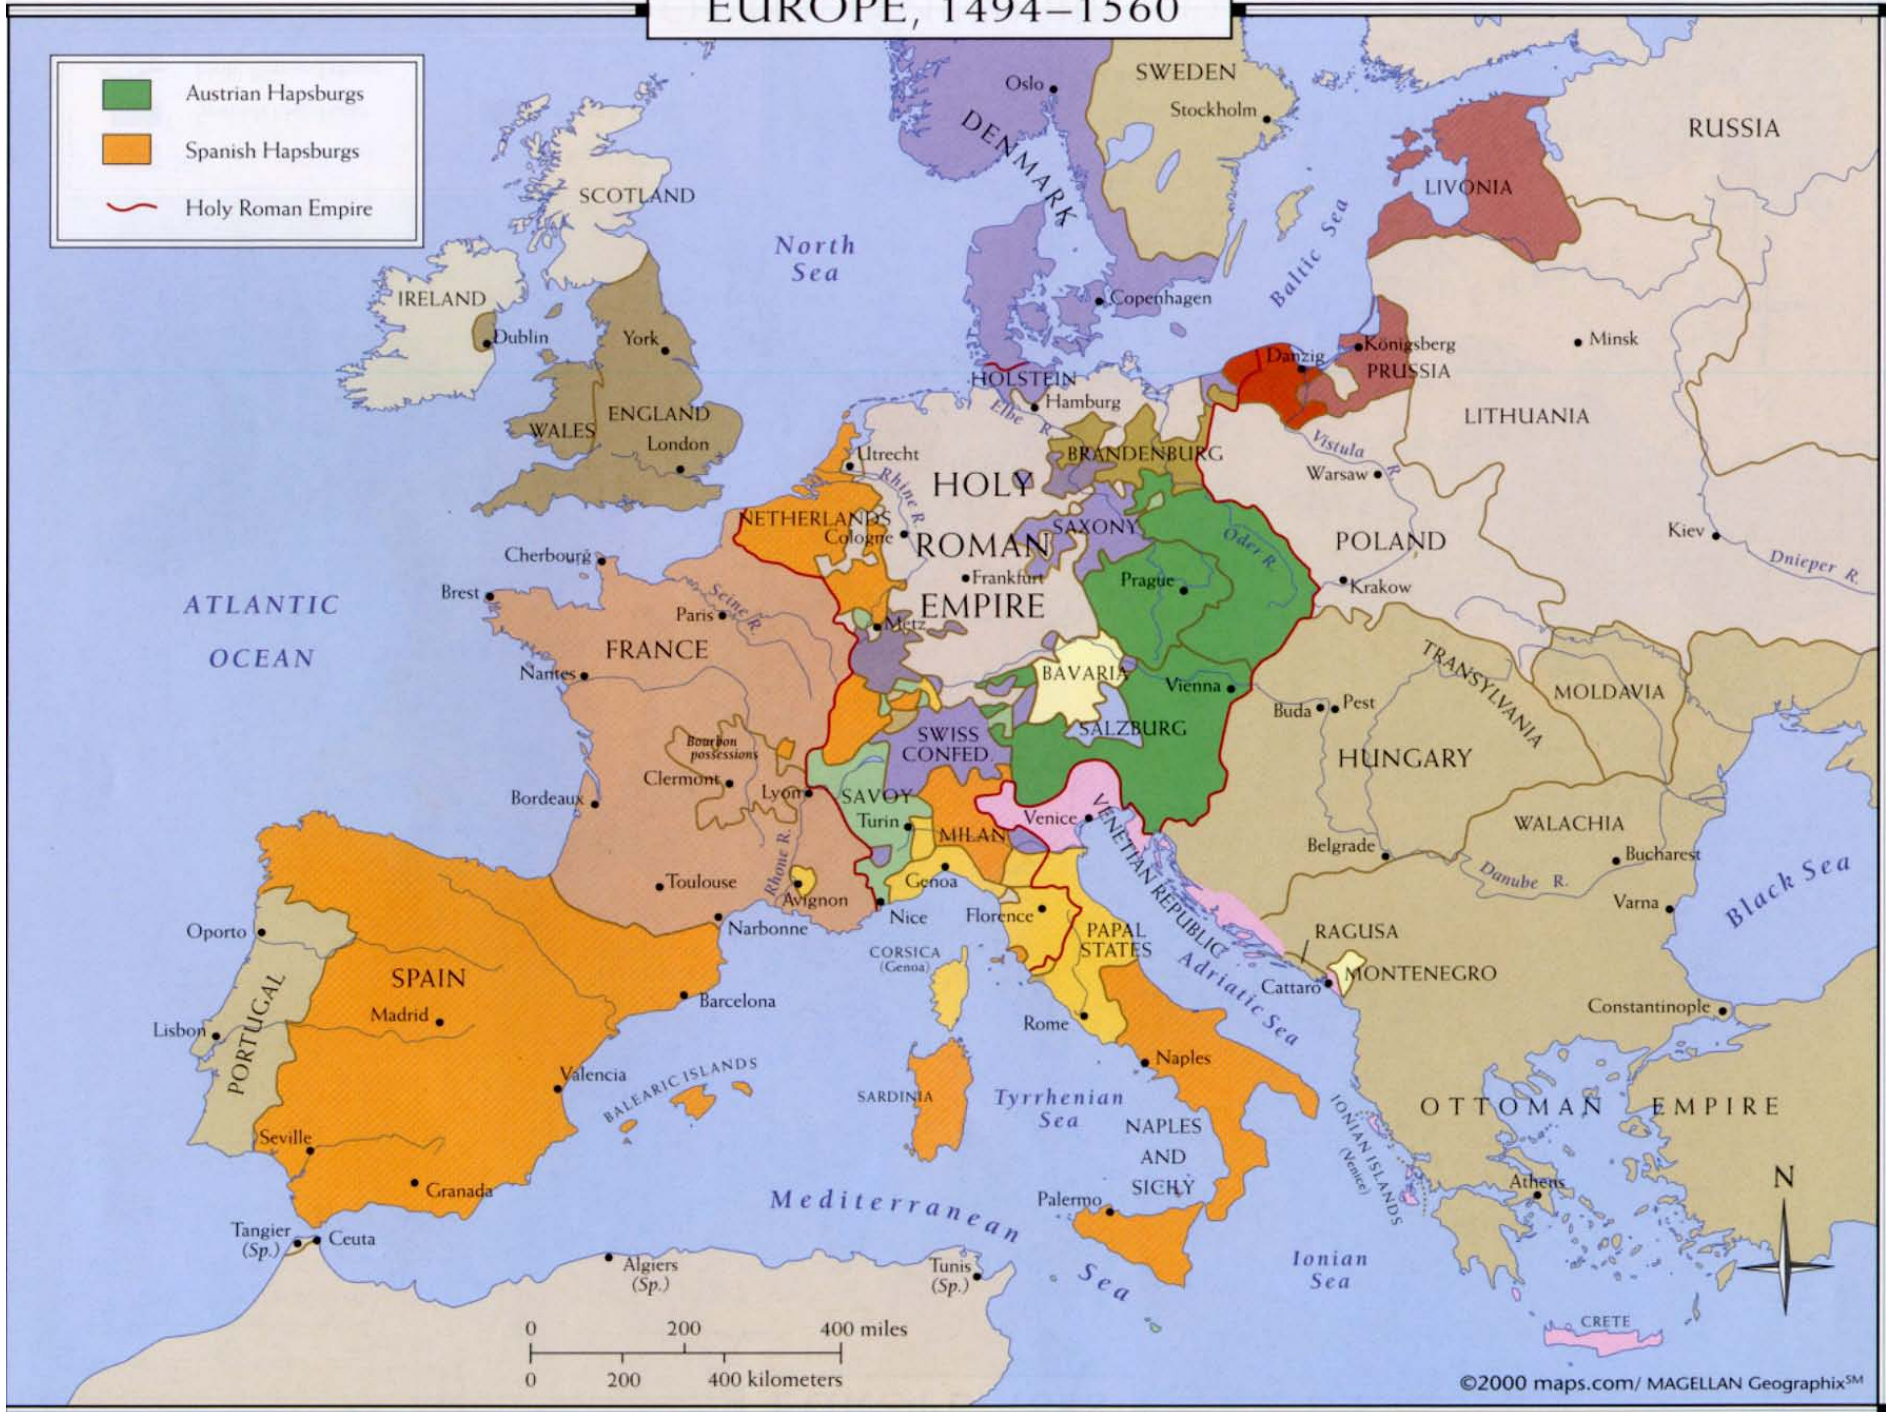 EUROPE, 1494–1560
Austrian Hapsburgs
Spanish Hapsburgs
Holy Roman Empire
SWEDEN
Oslo
Stockholm
DENMARK
RUSSIA
LIVONIA
SCOTLAND
North
Sea
Baltic Sea
IRELAND
Copenhagen
Dublin
York
Danzig
Königsberg
PRUSSIA
Minsk
HOLSTEIN
Hamburg
Elbe R.
ENGLAND
WALES
London
LITHUANIA
Utrecht
Rhine R.
BRANDENBURG
Vistula R.
Warsaw
HOLY
ROMAN
EMPIRE
NETHERLANDS
Cologne
SAXONY
Oder R.
POLAND
Kiev
Dnieper R.
Cherbourg
Brest
Frankfurt
Prague
Krakow
ATLANTIC
OCEAN
Paris
Seine R.
Metz
FRANCE
Nantes
BAVARIA
Vienna
TRANSYLVANIA
MOLDAVIA
Buda
Pest
SALZBURG
SWISS
CONFED.
HUNGARY
Bourbon
possessions
Clermont
Lyon
Bordeaux
SAVOY
Turin
MILAN
Venice
VENETIAN REPUBLIC
WALACHIA
Belgrade
Bucharest
Danube R.
Black Sea
Rhone R.
Toulouse
Avignon
Genoa
Nice
Florence
Varna
Oporto
Narbonne
CORSICA
(Genoa)
PAPAL
STATES
Adriatic Sea
RAGUSA
MONTENEGRO
Cattaro
SPAIN
PORTUGAL
Madrid
Barcelona
Lisbon
Rome
Constantinople
Valencia
BALEARIC ISLANDS
SARDINIA
Naples
Tyrrhenian
Sea
OTTOMAN EMPIRE
IONIAN ISLANDS
(Venice)
NAPLES
AND
SICILY
Seville
Granada
Mediterranean Sea
Palermo
Athens
N
Tangier
(Sp.)
Ceuta
Algiers
(Sp.)
Tunis
(Sp.)
Ionian
Sea
CRETE
0 200 400 miles
0 200 400 kilometers
©2000 maps.com/ MAGELLAN Geographix℠